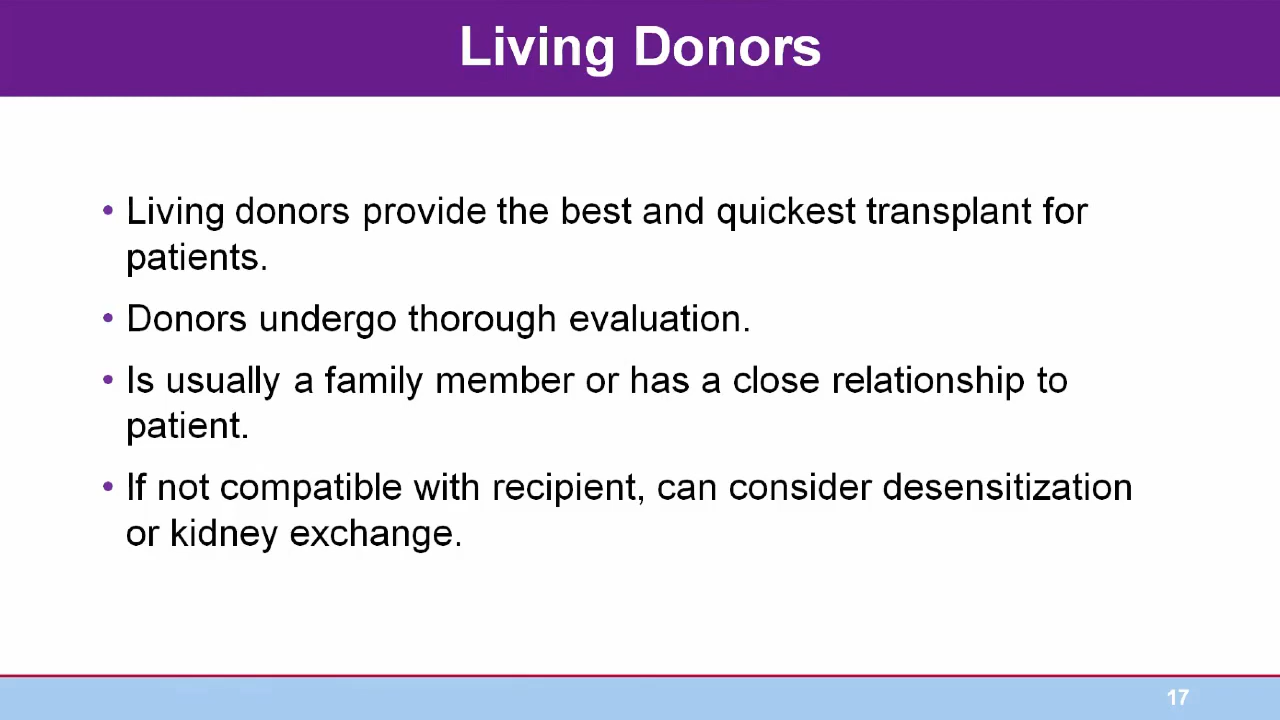 Living Donors
• Living donors provide the best and quickest transplant for
patients.
• Donors undergo thorough evaluation.
• Is usually a family member or has a close relationship to
patient.
• If not compatible with recipient, can consider desensitization
or kidney exchange.
17